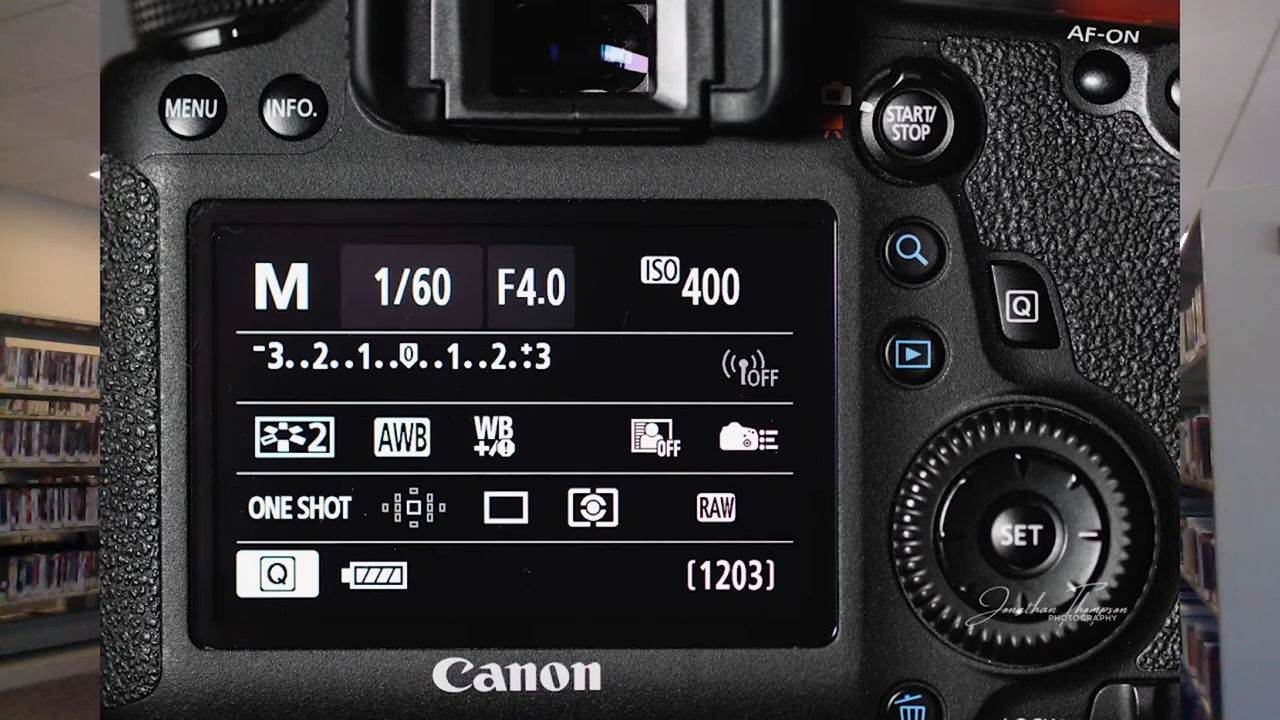 AF-ON
MENU INFO. START/
STOP
M 1/60 F4.0 ISO 400
Q
-3..2..1..0..1..2.:+3
OFF
2 AWB WB
+/-
OFF
ONE SHOT RAW
SET
Q [1203]
Jonathan Thompson
PHOTOGRAPHY
Canon